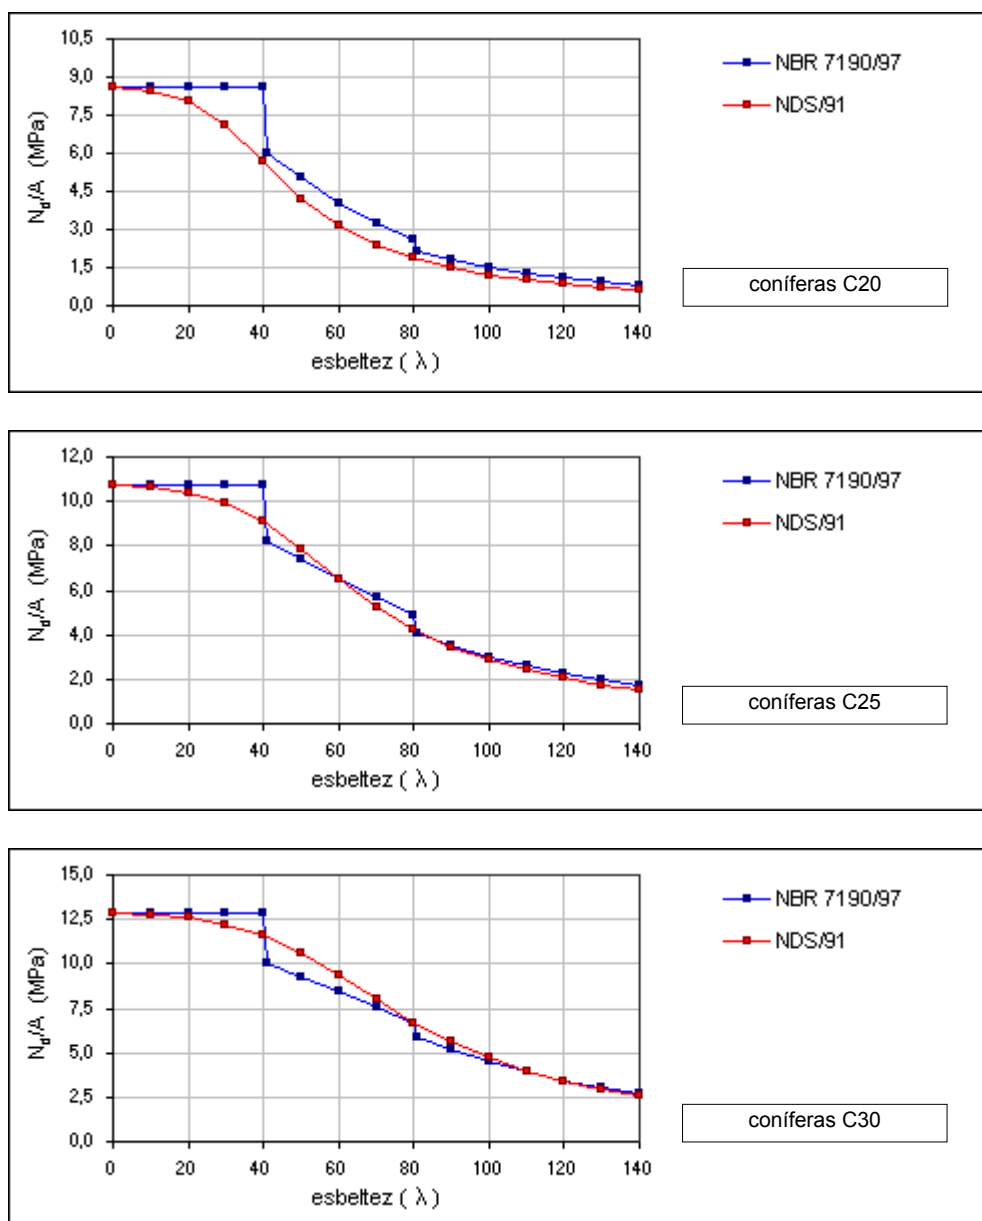 10,5
9,0
7,5
6,0
4,5
3,0
1,5
0,0
N_d/A (MPa)
0 20 40 60 80 100 120 140
esbeltez ( λ )
NBR 7190/97
NDS/91
coníferas C20
12,0
10,0
8,0
6,0
4,0
2,0
0,0
N_d/A (MPa)
0 20 40 60 80 100 120 140
esbeltez ( λ )
NBR 7190/97
NDS/91
coníferas C25
15,0
12,5
10,0
7,5
5,0
2,5
0,0
N_d/A (MPa)
0 20 40 60 80 100 120 140
esbeltez ( λ )
NBR 7190/97
NDS/91
coníferas C30